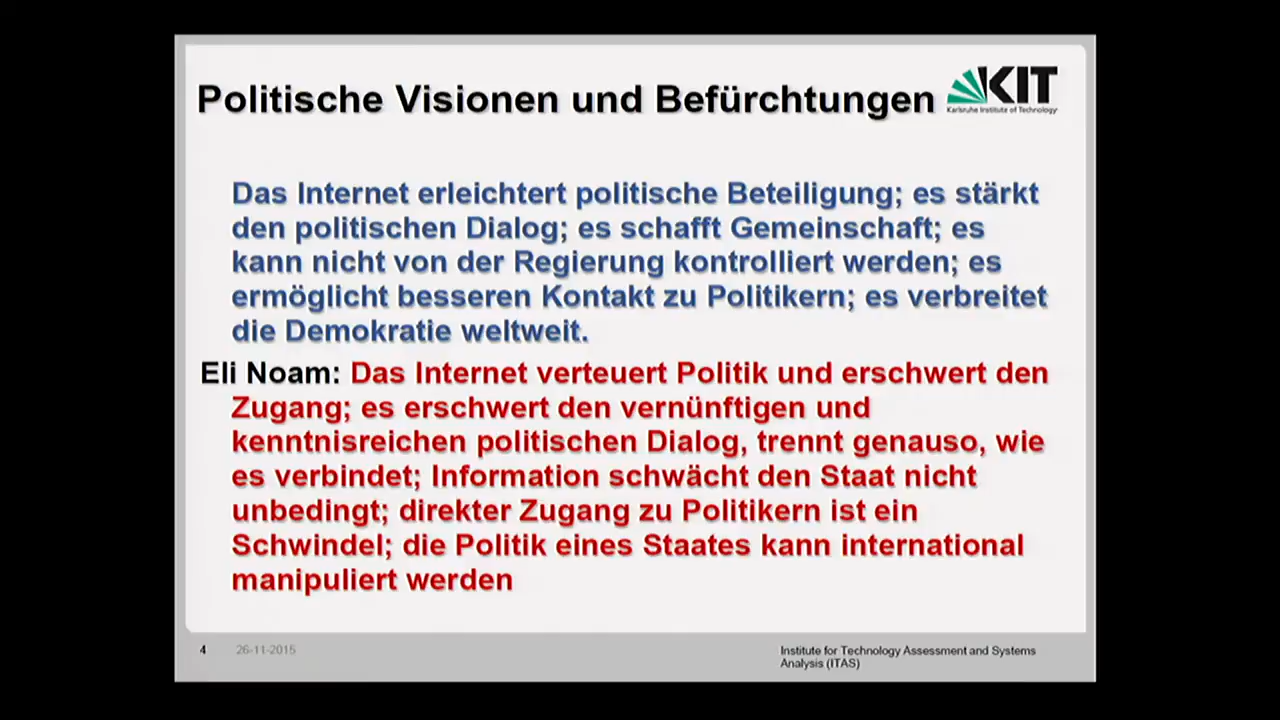 Politische Visionen und Befürchtungen
KIT
Karlsruhe Institute of Technology
Das Internet erleichtert politische Beteiligung; es stärkt
den politischen Dialog; es schafft Gemeinschaft; es
kann nicht von der Regierung kontrolliert werden; es
ermöglicht besseren Kontakt zu Politikern; es verbreitet
die Demokratie weltweit.
Eli Noam: Das Internet verteuert Politik und erschwert den
Zugang; es erschwert den vernünftigen und
kenntnisreichen politischen Dialog, trennt genauso, wie
es verbindet; Information schwächt den Staat nicht
unbedingt; direkter Zugang zu Politikern ist ein
Schwindel; die Politik eines Staates kann international
manipuliert werden
4 26-11-2015
Institute for Technology Assessment and Systems
Analysis (ITAS)